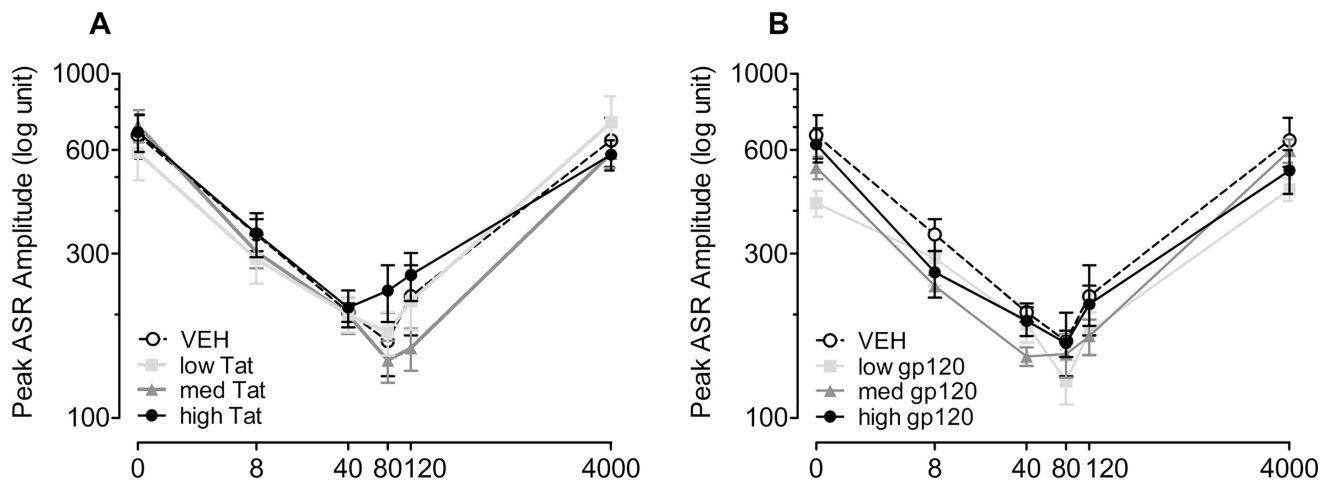 A
B
Peak ASR Amplitude (log unit)
1000
600
300
100
VEH
low Tat
med Tat
high Tat
0 8 40 80 120 4000
Peak ASR Amplitude (log unit)
1000
600
300
100
VEH
low gp120
med gp120
high gp120
0 8 40 80 120 4000